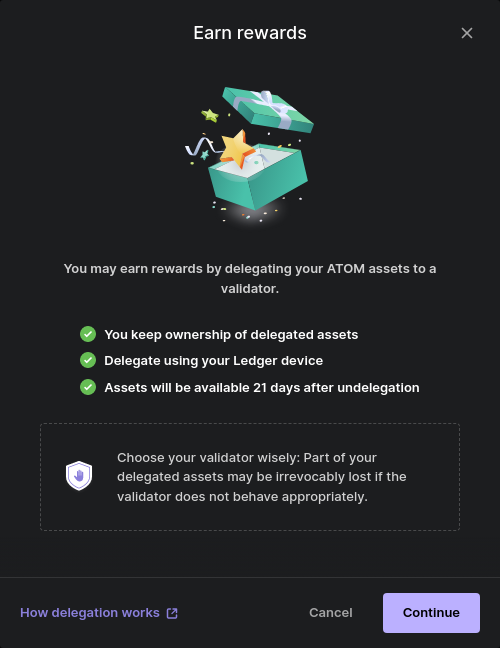 Earn rewards
You may earn rewards by delegating your ATOM assets to a
validator.
You keep ownership of delegated assets
Delegate using your Ledger device
Assets will be available 21 days after undelegation
Choose your validator wisely: Part of your
delegated assets may be irrevocably lost if the
validator does not behave appropriately.
How delegation works
Cancel
Continue